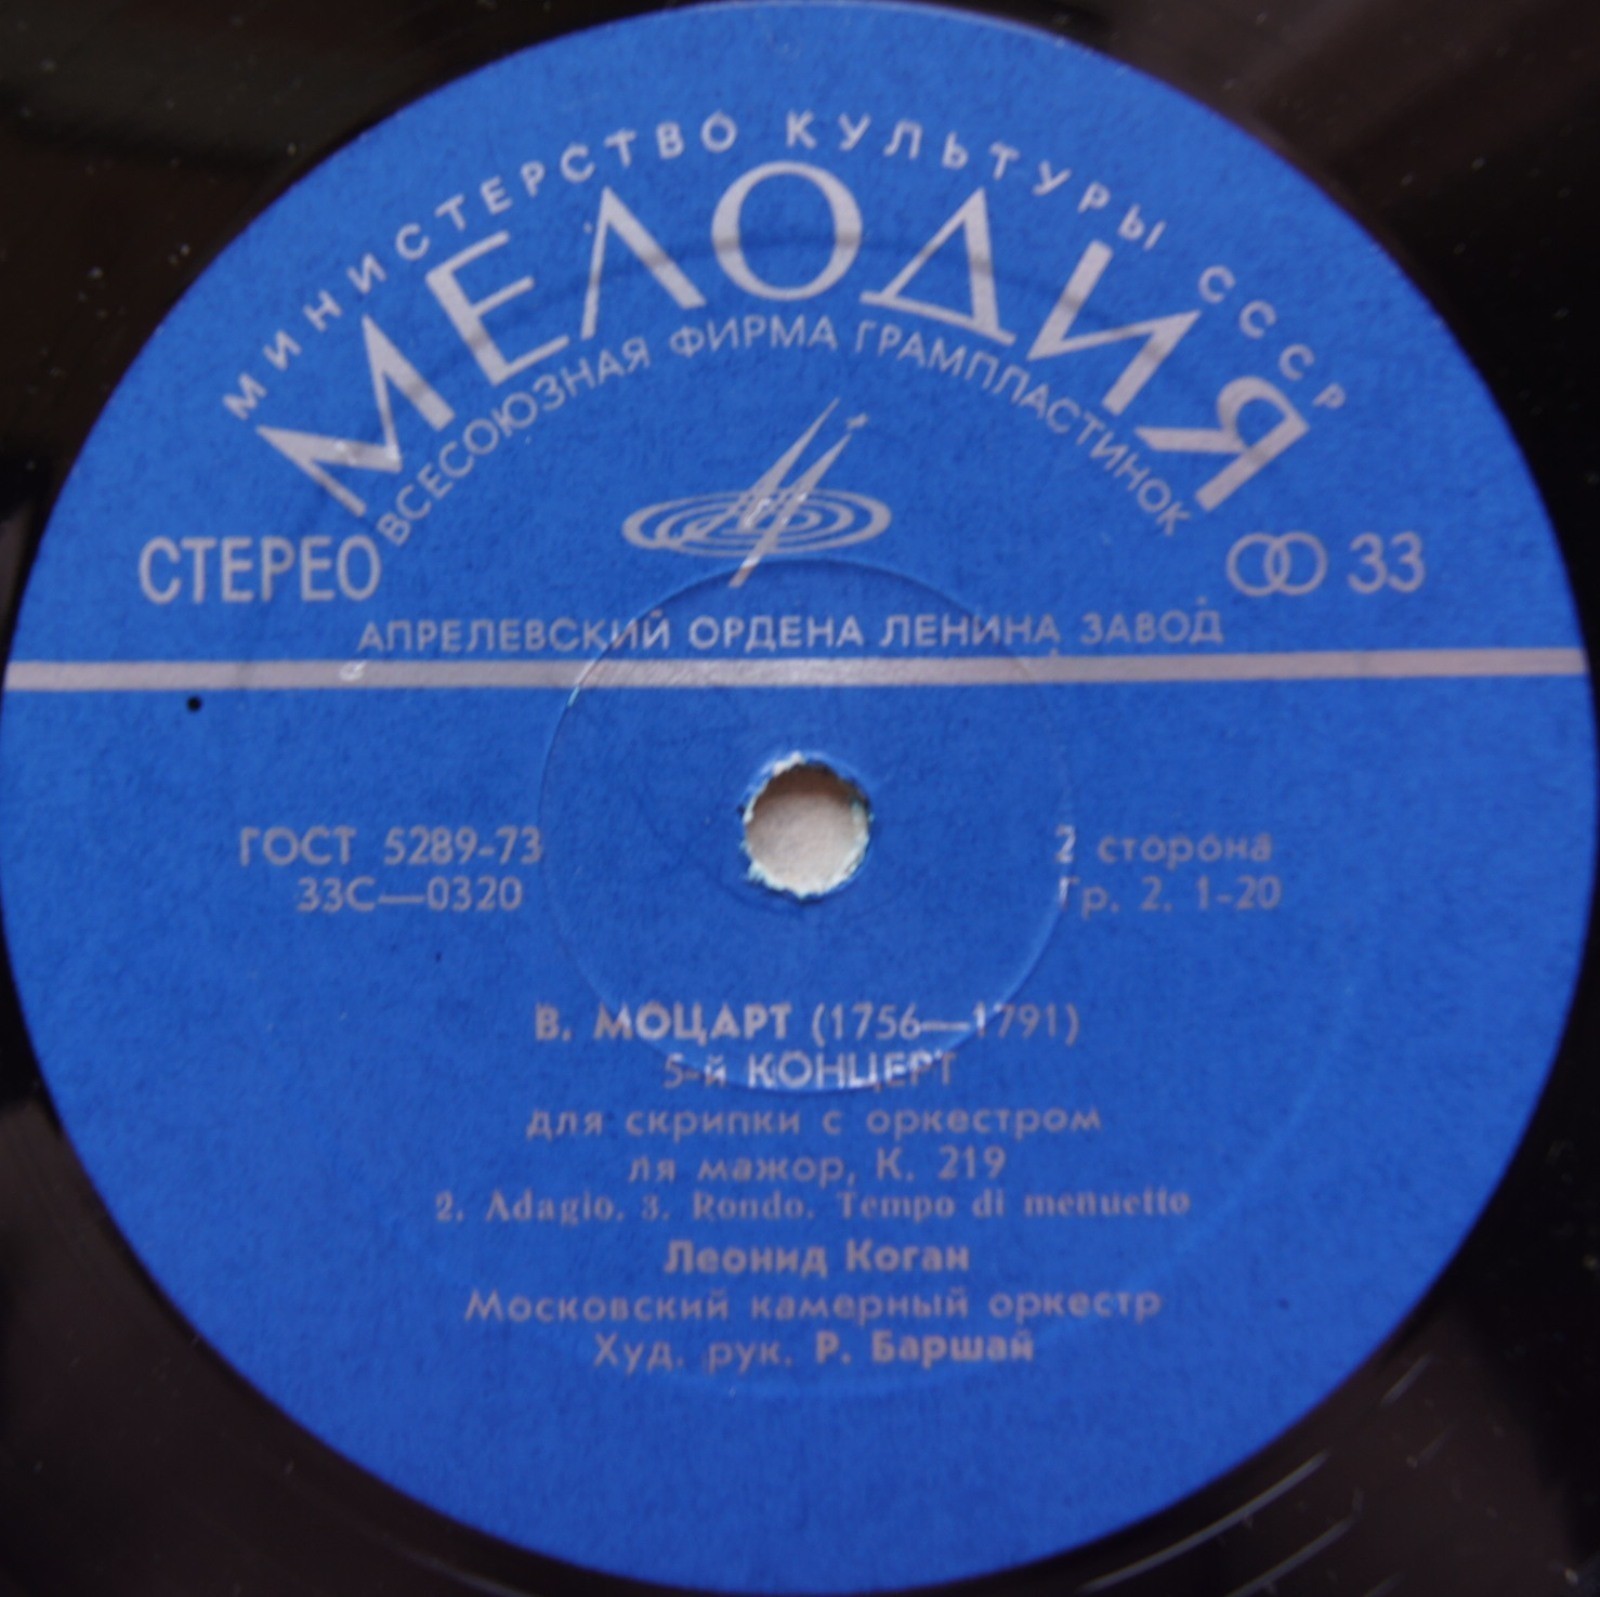 МИНИСТЕРСТВО КУЛЬТУРЫ СССР
МЕЛОДИЯ
ВСЕСОЮЗНАЯ ФИРМА ГРАМПЛАСТИНОК
СТЕРЕО
33
АПРЕЛЕВСКИЙ ОРДЕНА ЛЕНИНА ЗАВОД
ГОСТ 5289-73
33С—0320
2 сторона
Гр. 2. 1-20
В. МОЦАРТ (1756—1791)
5-й КОНЦЕРТ
для скрипки с оркестром
ля мажор, К. 219
2. Adagio. 3. Rondo. Tempo di menuetto
Леонид Коган
Московский камерный оркестр
Худ. рук. Р. Баршай